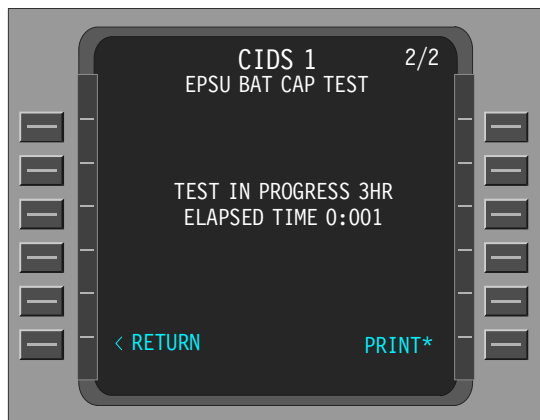 CIDS 1 2/2
EPSU BAT CAP TEST
TEST IN PROGRESS 3HR
ELAPSED TIME 0:001
< RETURN PRINT*